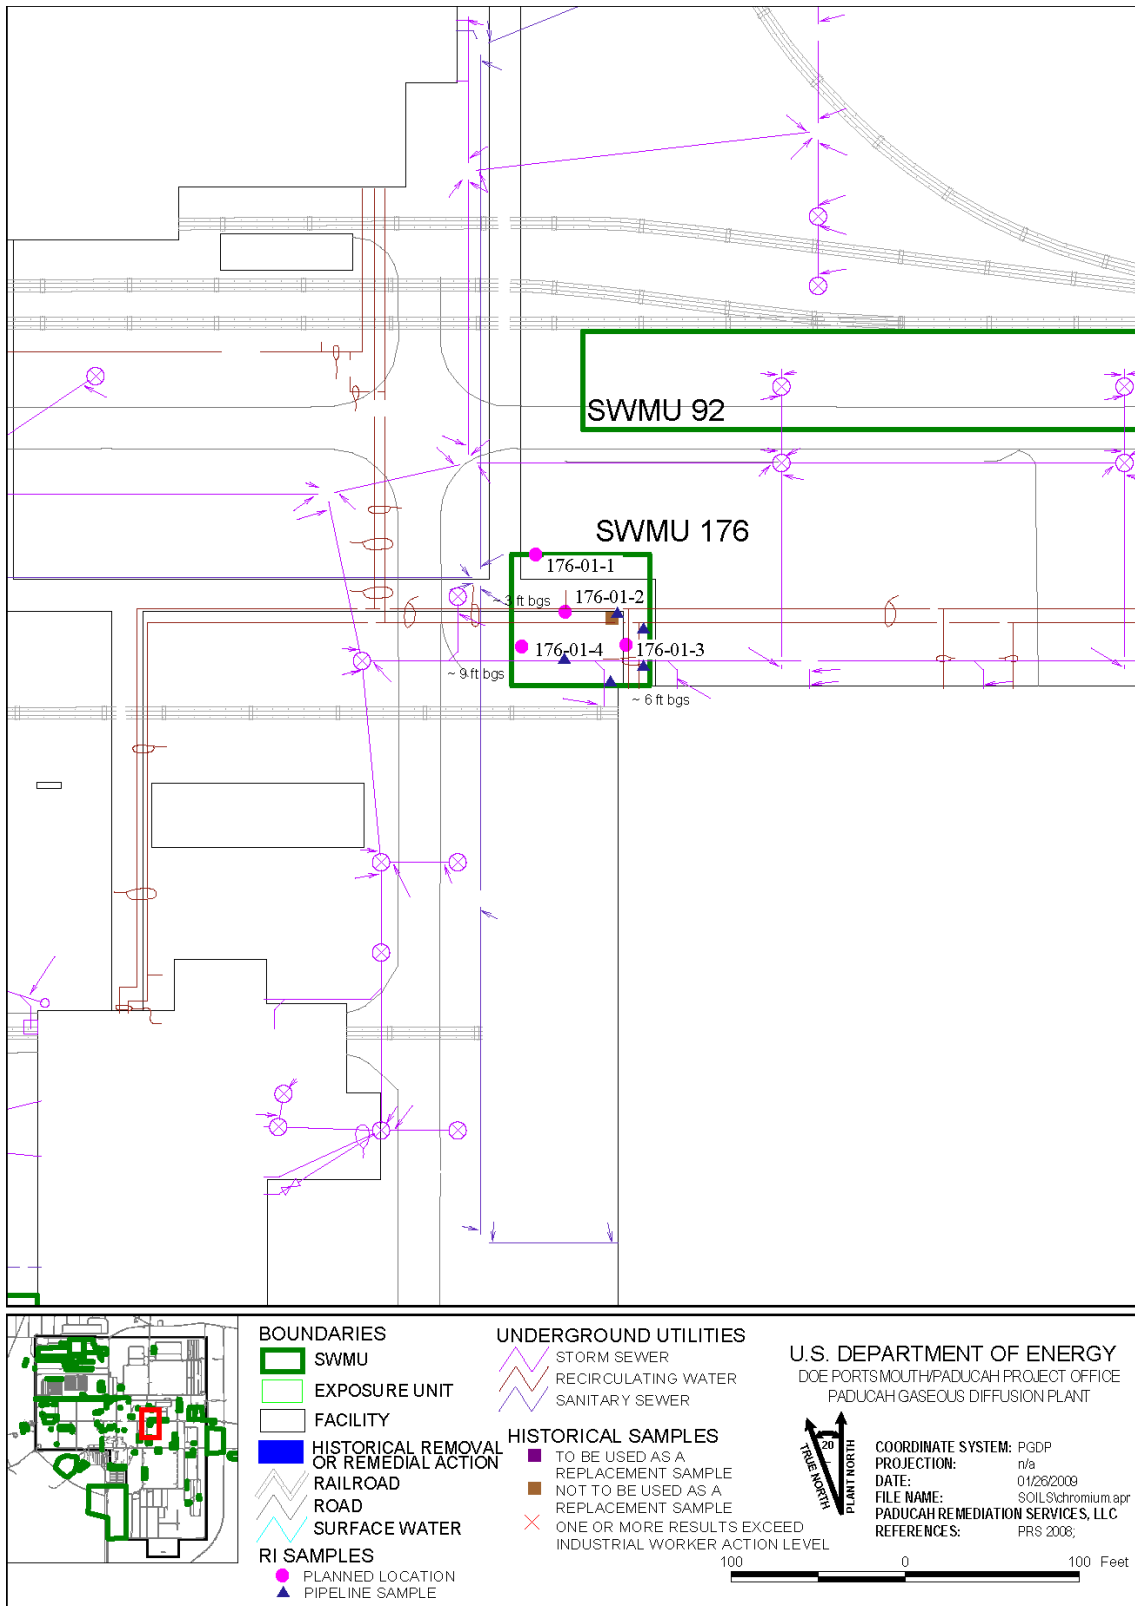 SWMU 92
SWMU 176
176-01-1
176-01-2
~ 3 ft bgs
176-01-4
176-01-3
~ 9 ft bgs
~ 6 ft bgs
BOUNDARIES
SWMU
EXPOSURE UNIT
FACILITY
HISTORICAL REMOVAL
OR REMEDIAL ACTION
RAILROAD
ROAD
SURFACE WATER
RI SAMPLES
PLANNED LOCATION
PIPELINE SAMPLE
UNDERGROUND UTILITIES
STORM SEWER
RECIRCULATING WATER
SANITARY SEWER
HISTORICAL SAMPLES
TO BE USED AS A
REPLACEMENT SAMPLE
NOT TO BE USED AS A
REPLACEMENT SAMPLE
ONE OR MORE RESULTS EXCEED
INDUSTRIAL WORKER ACTION LEVEL
U.S. DEPARTMENT OF ENERGY
DOE PORTSMOUTH/PADUCAH PROJECT OFFICE
PADUCAH GASEOUS DIFFUSION PLANT
20
TRUE NORTH
PLANT NORTH
COORDINATE SYSTEM: PGDP
PROJECTION: n/a
DATE: 01/26/2009
FILE NAME: SOILS\chromium.apr
PADUCAH REMEDIATION SERVICES, LLC
REFERENCES: PRS 2008;
100 0 100 Feet